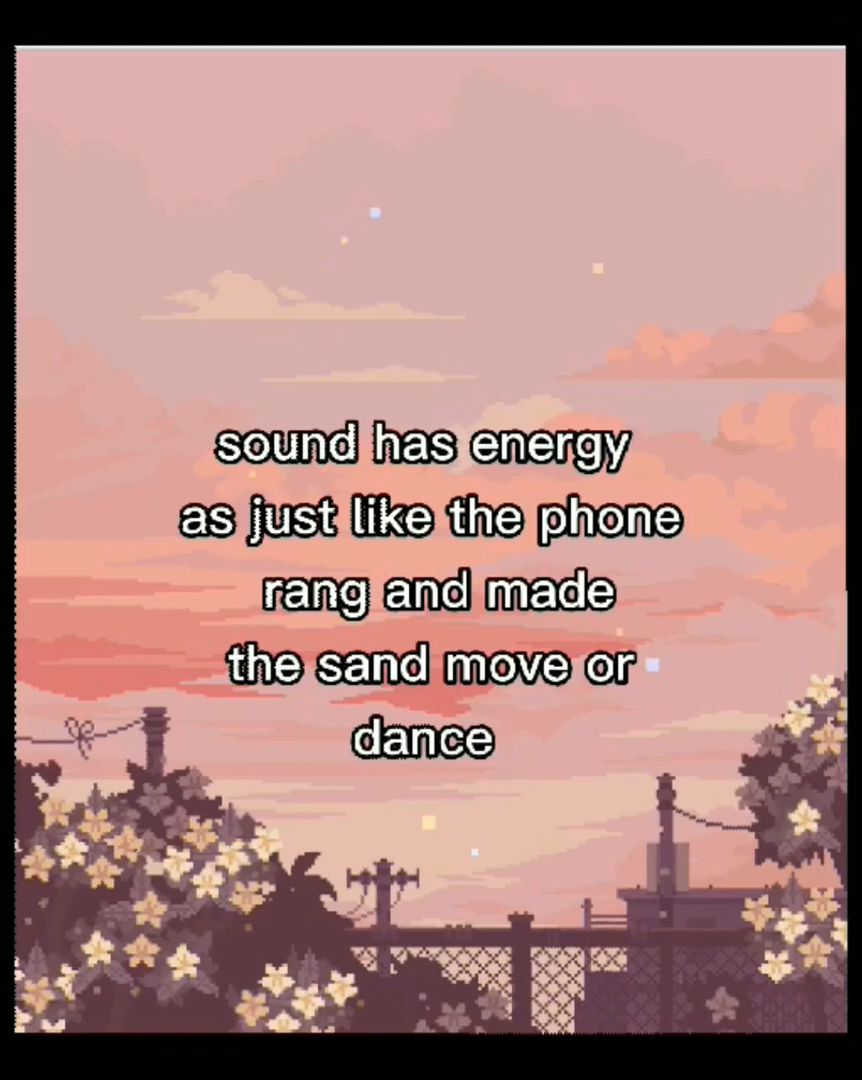 sound has energy
as just like the phone
rang and made
the sand move or
dance